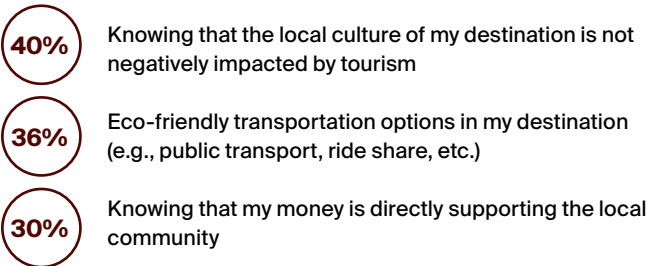 40%
Knowing that the local culture of my destination is not
negatively impacted by tourism
36%
Eco-friendly transportation options in my destination
(e.g., public transport, ride share, etc.)
30%
Knowing that my money is directly supporting the local
community